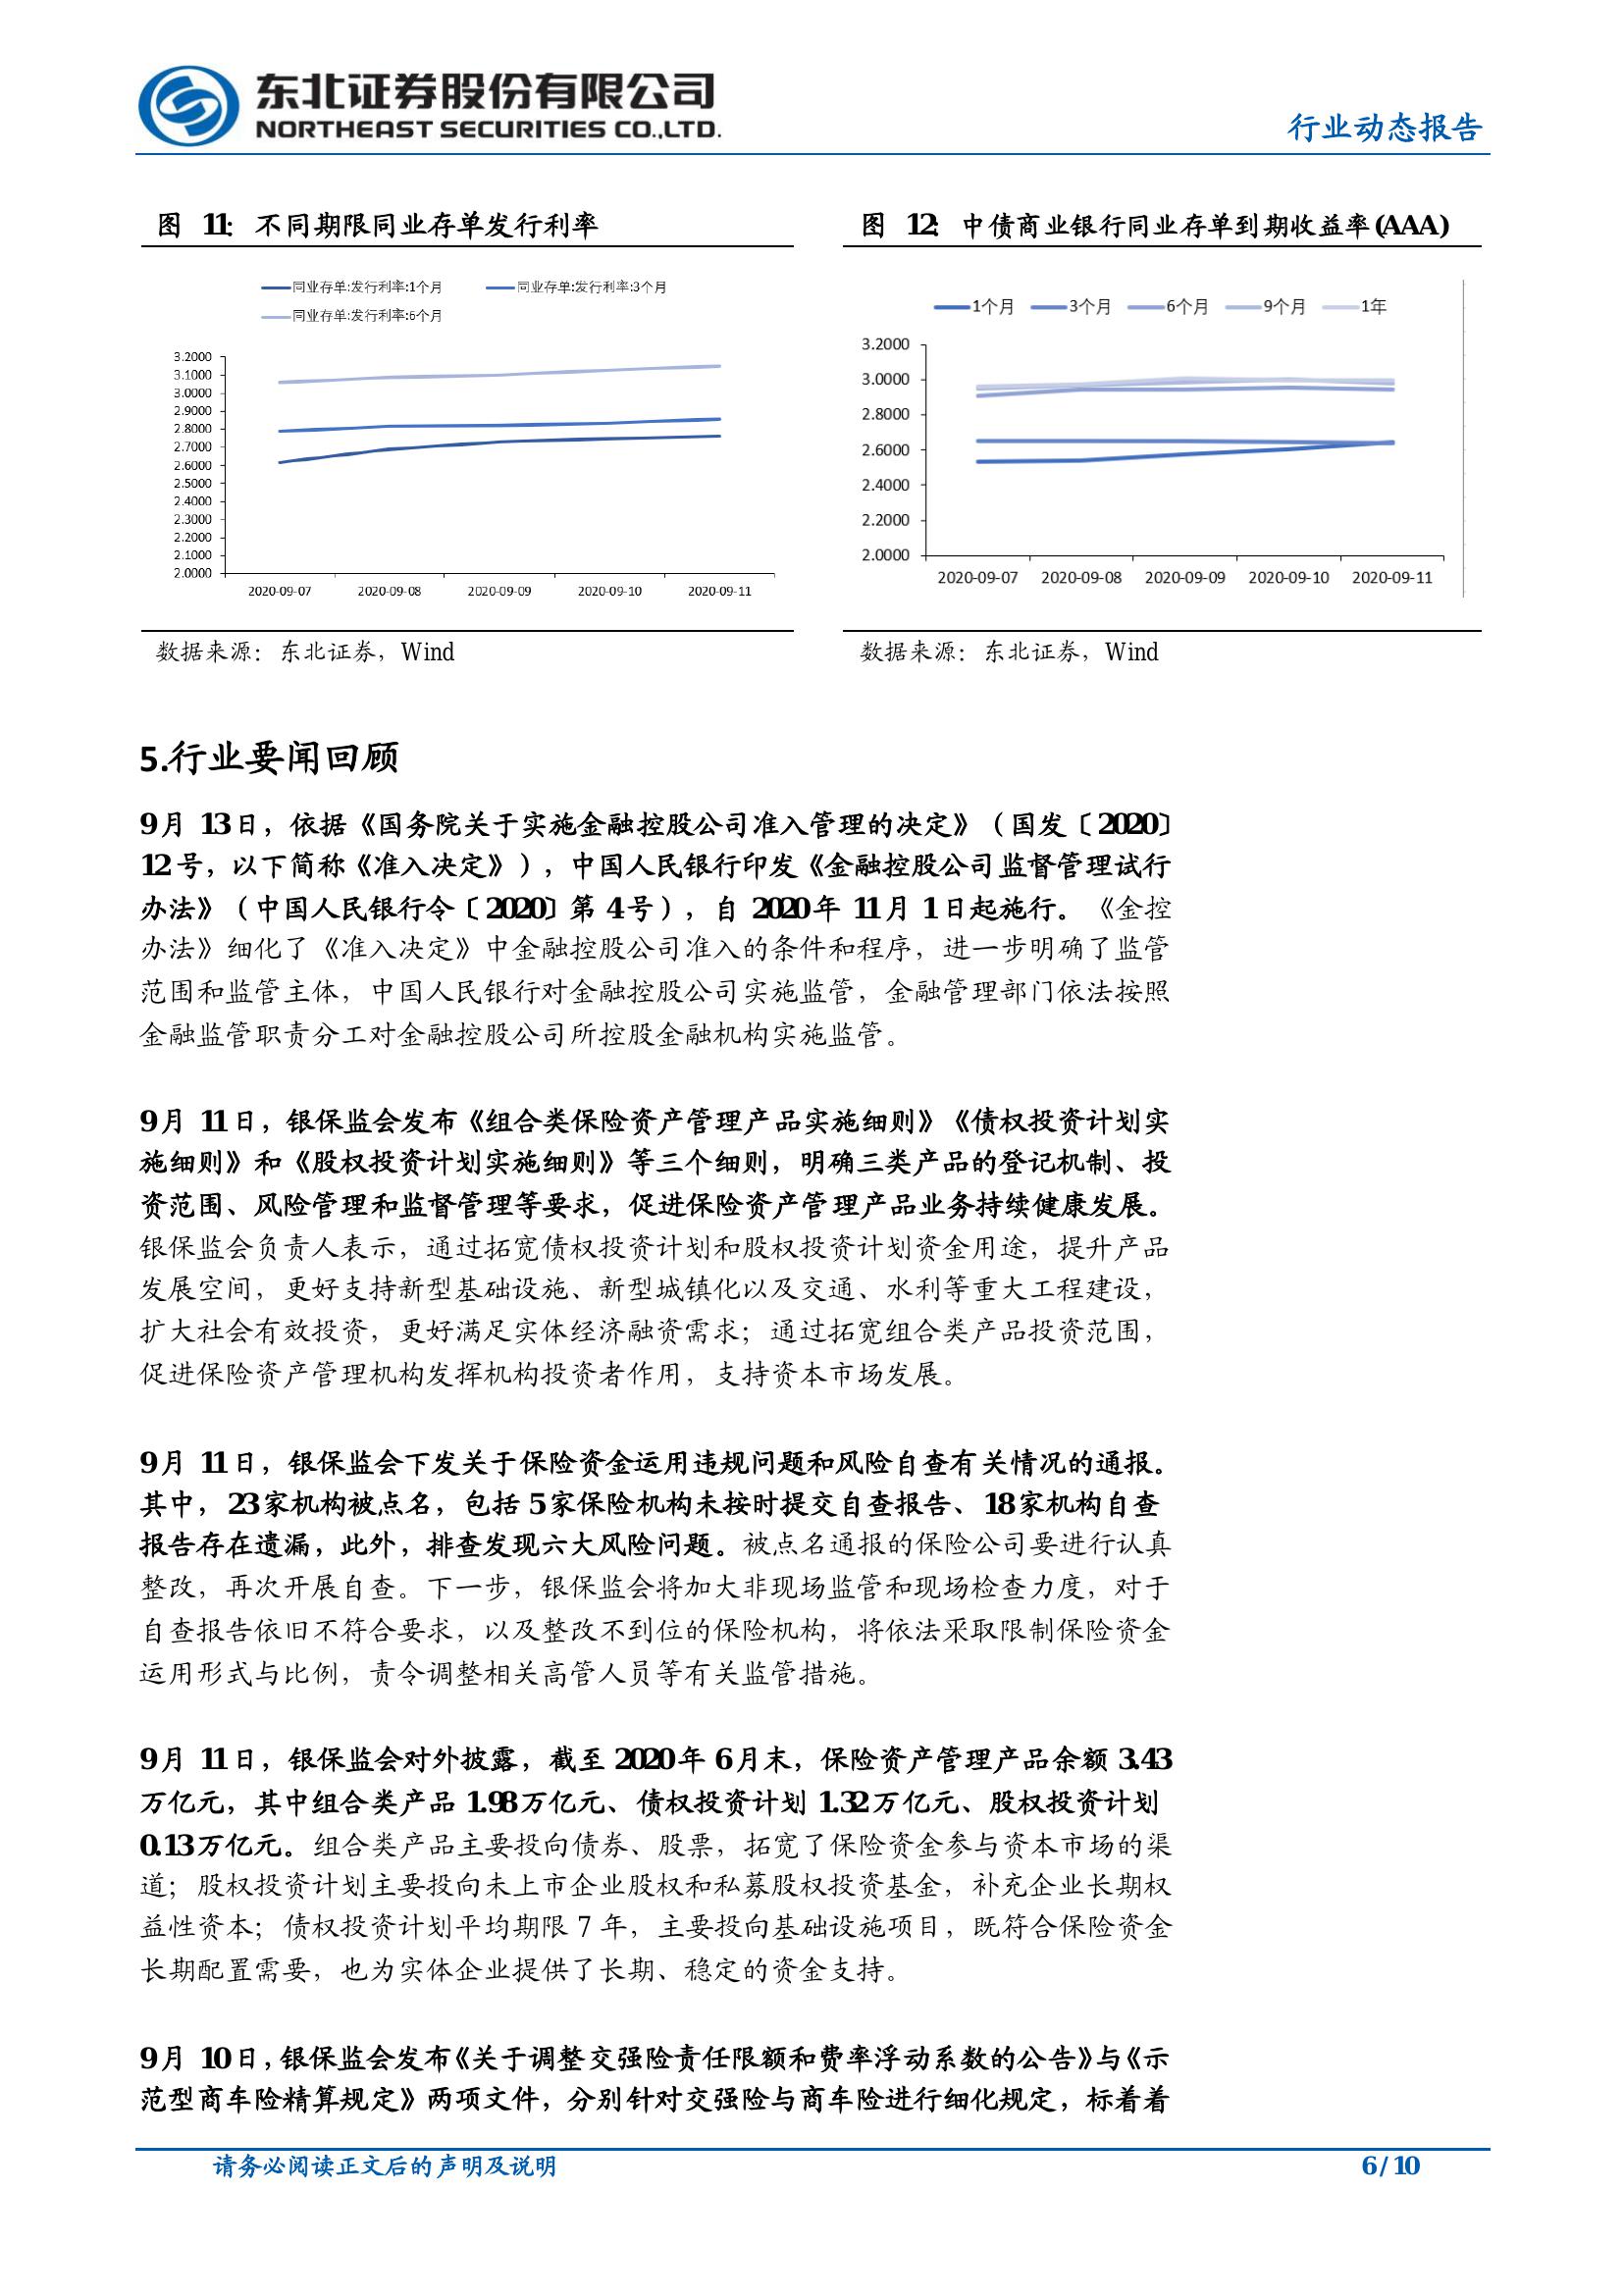 东北证券股份有限公司
NORTHEAST SECURITIES CO.,LTD.
行业动态报告
图 11：不同期限同业存单发行利率
同业存单:发行利率:1个月 同业存单:发行利率:3个月
同业存单:发行利率:6个月
3.2000
3.1000
3.0000
2.9000
2.8000
2.7000
2.6000
2.5000
2.4000
2.3000
2.2000
2.1000
2.0000
2020-09-07 2020-09-08 2020-09-09 2020-09-10 2020-09-11
数据来源：东北证券，Wind
图 12：中债商业银行同业存单到期收益率(AAA)
1个月 3个月 6个月 9个月 1年
3.2000
3.0000
2.8000
2.6000
2.4000
2.2000
2.0000
2020-09-07 2020-09-08 2020-09-09 2020-09-10 2020-09-11
数据来源：东北证券，Wind
5.行业要闻回顾
9月 13日，依据《国务院关于实施金融控股公司准入管理的决定》（国发〔2020〕
12号，以下简称《准入决定》），中国人民银行印发《金融控股公司监督管理试行
办法》（中国人民银行令〔2020〕第 4号），自 2020年 11月 1日起施行。《金控
办法》细化了《准入决定》中金融控股公司准入的条件和程序，进一步明确了监管
范围和监管主体，中国人民银行对金融控股公司实施监管，金融管理部门依法按照
金融监管职责分工对金融控股公司所控股金融机构实施监管。
9月 11日，银保监会发布《组合类保险资产管理产品实施细则》《债权投资计划实
施细则》和《股权投资计划实施细则》等三个细则，明确三类产品的登记机制、投
资范围、风险管理和监督管理等要求，促进保险资产管理产品业务持续健康发展。
银保监会负责人表示，通过拓宽债权投资计划和股权投资计划资金用途，提升产品
发展空间，更好支持新型基础设施、新型城镇化以及交通、水利等重大工程建设，
扩大社会有效投资，更好满足实体经济融资需求；通过拓宽组合类产品投资范围，
促进保险资产管理机构发挥机构投资者作用，支持资本市场发展。
9月 11日，银保监会下发关于保险资金运用违规问题和风险自查有关情况的通报。
其中，23家机构被点名，包括 5家保险机构未按时提交自查报告、18家机构自查
报告存在遗漏，此外，排查发现六大风险问题。被点名通报的保险公司要进行认真
整改，再次开展自查。下一步，银保监会将加大非现场监管和现场检查力度，对于
自查报告依旧不符合要求，以及整改不到位的保险机构，将依法采取限制保险资金
运用形式与比例，责令调整相关高管人员等有关监管措施。
9月 11日，银保监会对外披露，截至 2020年 6月末，保险资产管理产品余额 3.43
万亿元，其中组合类产品 1.98万亿元、债权投资计划 1.32万亿元、股权投资计划
0.13万亿元。组合类产品主要投向债券、股票，拓宽了保险资金参与资本市场的渠
道；股权投资计划主要投向未上市企业股权和私募股权投资基金，补充企业长期权
益性资本；债权投资计划平均期限 7 年，主要投向基础设施项目，既符合保险资金
长期配置需要，也为实体企业提供了长期、稳定的资金支持。
9月 10日，银保监会发布《关于调整交强险责任限额和费率浮动系数的公告》与《示
范型商车险精算规定》两项文件，分别针对交强险与商车险进行细化规定，标着着
请务必阅读正文后的声明及说明
6 / 10